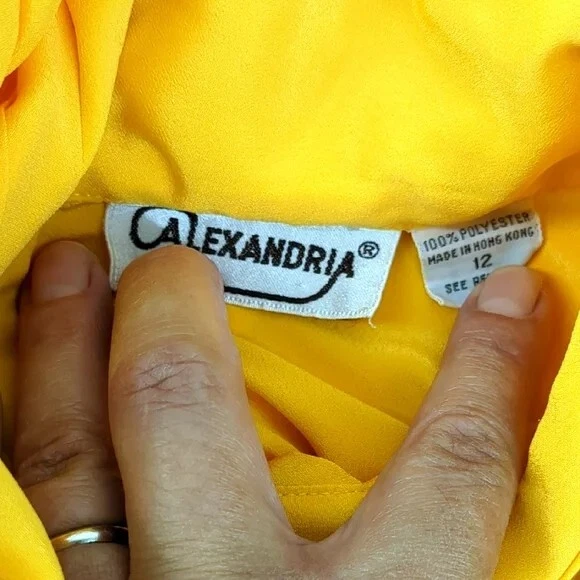 ALEXANDRIA®
100% POLYESTER
MADE IN HONG KONG
12
SEE